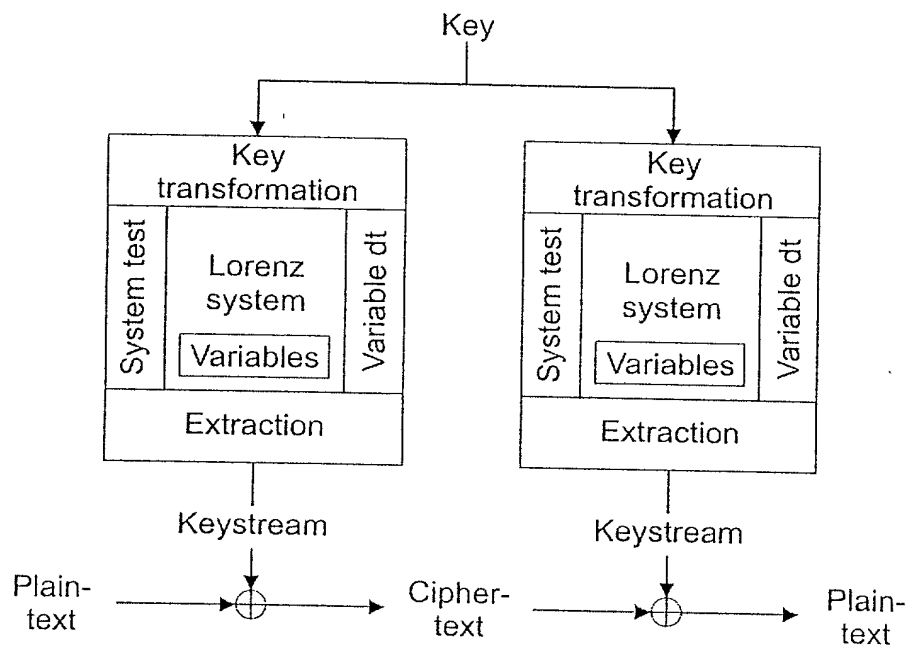 Key
Key
transformation
System test
Lorenz
system
Variables
Variable dt
Extraction
Keystream
Key
transformation
System test
Lorenz
system
Variables
Variable dt
Extraction
Keystream
Plain-
text
Cipher-
text
Plain-
text